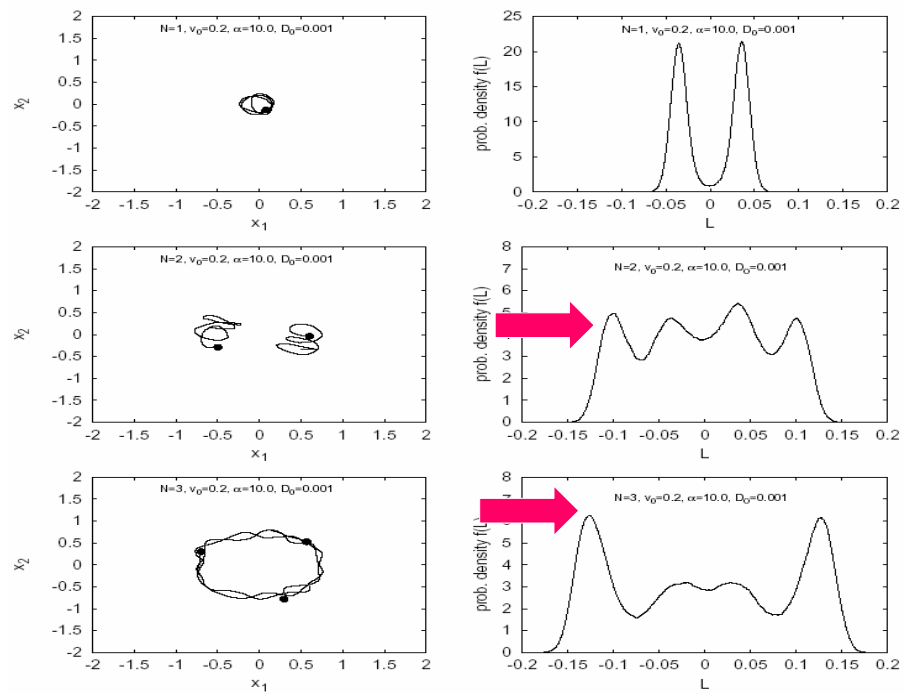 N=1, v₀=0.2, α=10.0, D₀=0.001
x₂
2
1.5
1
0.5
0
-0.5
-1
-1.5
-2
-2 -1.5 -1 -0.5 0 0.5 1 1.5 2
x₁
N=1, v₀=0.2, α=10.0, D₀=0.001
prob. density f(L)
25
20
15
10
5
0
-0.2 -0.15 -0.1 -0.05 0 0.05 0.1 0.15 0.2
L
N=2, v₀=0.2, α=10.0, D₀=0.001
x₂
2
1.5
1
0.5
0
-0.5
-1
-1.5
-2
-2 -1.5 -1 -0.5 0 0.5 1 1.5 2
x₁
N=2, v₀=0.2, α=10.0, D₀=0.001
prob. density f(L)
8
7
6
5
4
3
2
1
0
-0.2 -0.15 -0.1 -0.05 0 0.05 0.1 0.15 0.2
L
N=3, v₀=0.2, α=10.0, D₀=0.001
x₂
2
1.5
1
0.5
0
-0.5
-1
-1.5
-2
-2 -1.5 -1 -0.5 0 0.5 1 1.5 2
x₁
N=3, v₀=0.2, α=10.0, D₀=0.001
prob. density f(L)
8
7
6
5
4
3
2
1
0
-0.2 -0.15 -0.1 -0.05 0 0.05 0.1 0.15 0.2
L